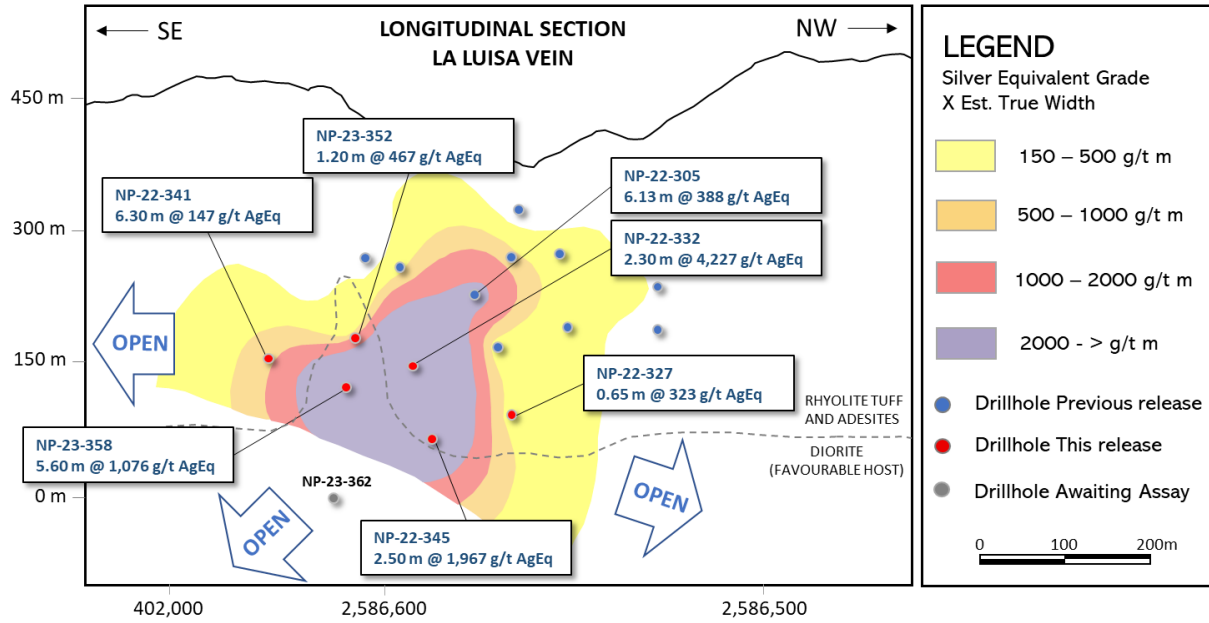 ← SE
LONGITUDINAL SECTION
LA LUISA VEIN
NW →
450 m
300 m
150 m
0 m
NP-23-352
1.20 m @ 467 g/t AgEq
NP-22-341
6.30 m @ 147 g/t AgEq
NP-22-305
6.13 m @ 388 g/t AgEq
NP-22-332
2.30 m @ 4,227 g/t AgEq
OPEN
NP-22-327
0.65 m @ 323 g/t AgEq
RHYOLITE TUFF
AND ADESITES
DIORITE
(FAVOURABLE HOST)
NP-23-358
5.60 m @ 1,076 g/t AgEq
NP-23-362
OPEN
OPEN
NP-22-345
2.50 m @ 1,967 g/t AgEq
402,000
2,586,600
2,586,500
LEGEND
Silver Equivalent Grade
X Est. True Width
150 – 500 g/t m
500 – 1000 g/t m
1000 – 2000 g/t m
2000 - > g/t m
Drillhole Previous release
Drillhole This release
Drillhole Awaiting Assay
0 100 200m